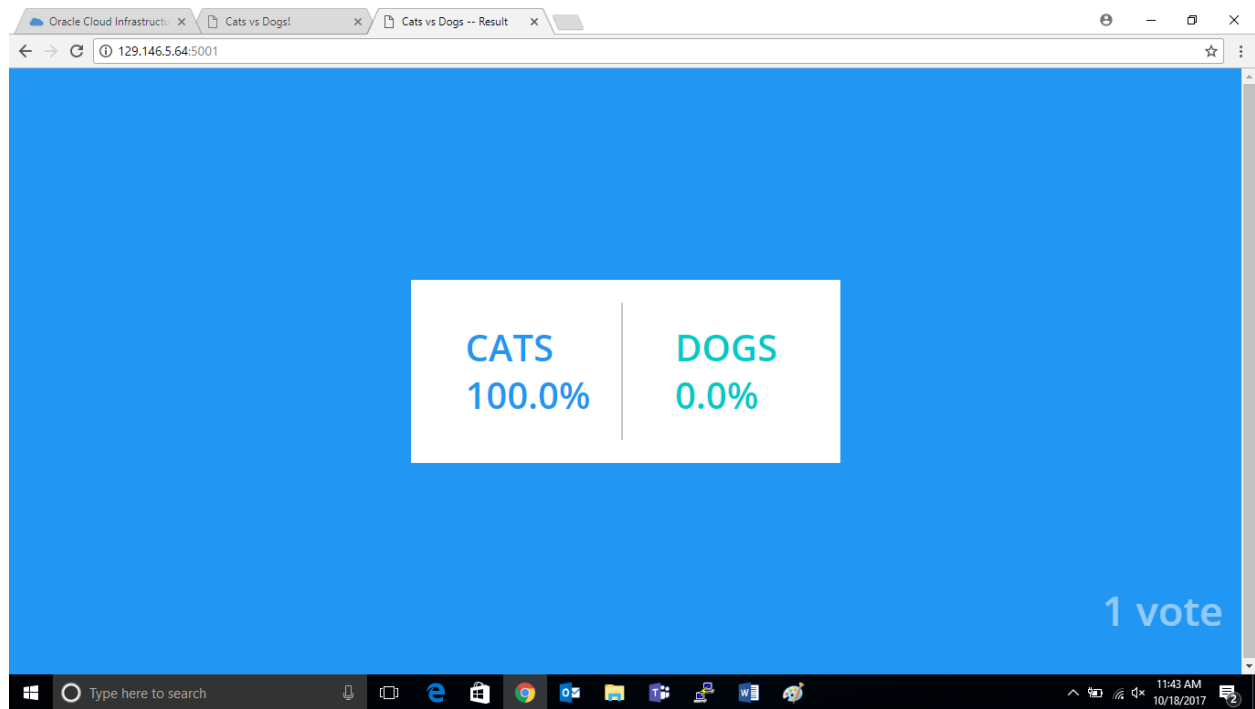 Oracle Cloud Infrastructu
Cats vs Dogs!
Cats vs Dogs -- Result
129.146.5.64:5001
CATS
100.0%
DOGS
0.0%
1 vote
Type here to search
11:43 AM
10/18/2017
2